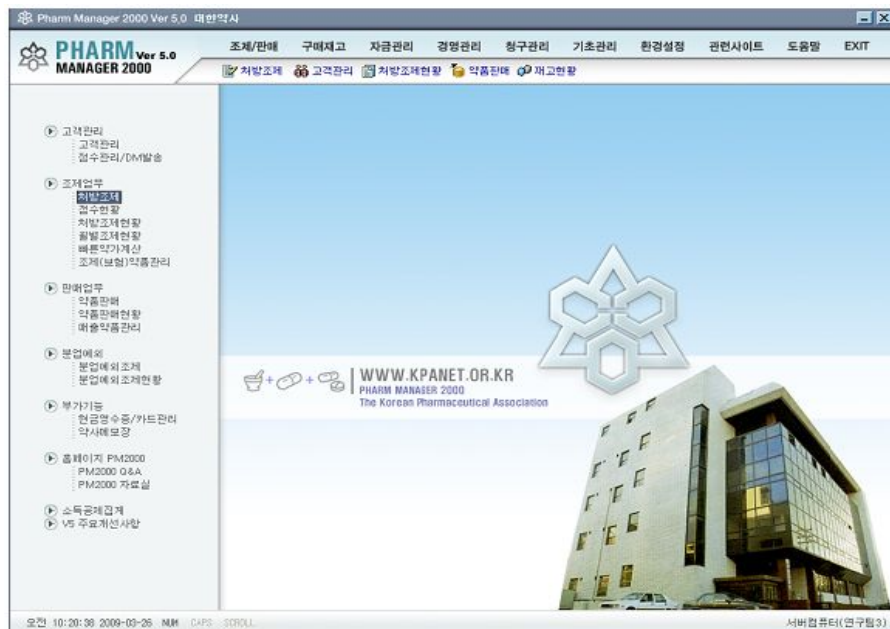 Pharm Manager 2000 Ver 5.0 대한약사
PHARM Ver 5.0
MANAGER 2000
조제/판매 구매재고 자금관리 경영관리 청구관리 기초관리 환경설정 관련사이트 도움말 EXIT
처방조제 고객관리 처방조제현황 약품판매 재고현황
고객관리
고객관리
점수관리/DM발송
조제업무
처방조제
접수현황
처방조제현황
월별조제현황
빠른약가계산
조제(보험)약품관리
판매업무
약품판매
약품판매현황
매출약품관리
분업예외
분업예외조제
분업예외조제현황
부가기능
현금영수증/카드관리
약사메모장
홈페이지 PM2000
PM2000 Q&A
PM2000 자료실
소득공제집계
V5 주요개선사항
WWW.KPANET.OR.KR
PHARM MANAGER 2000
The Korean Pharmaceutical Association
오전 10:20:38 2009-03-26 NUM CAPS SCROLL 서버컴퓨터(연구팀3)